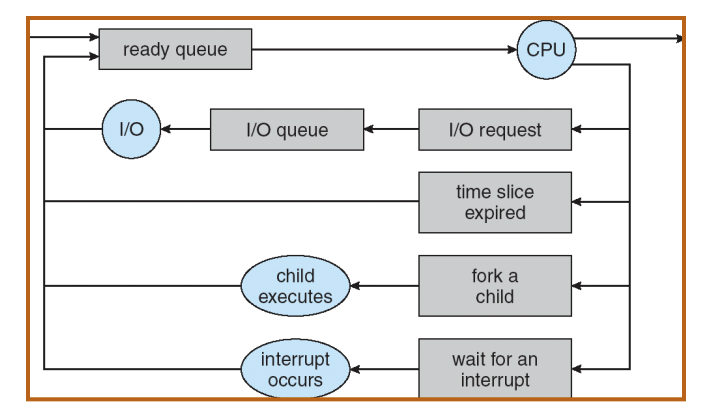 ready queue
CPU
I/O
I/O queue
I/O request
time slice
expired
child
executes
fork a
child
interrupt
occurs
wait for an
interrupt